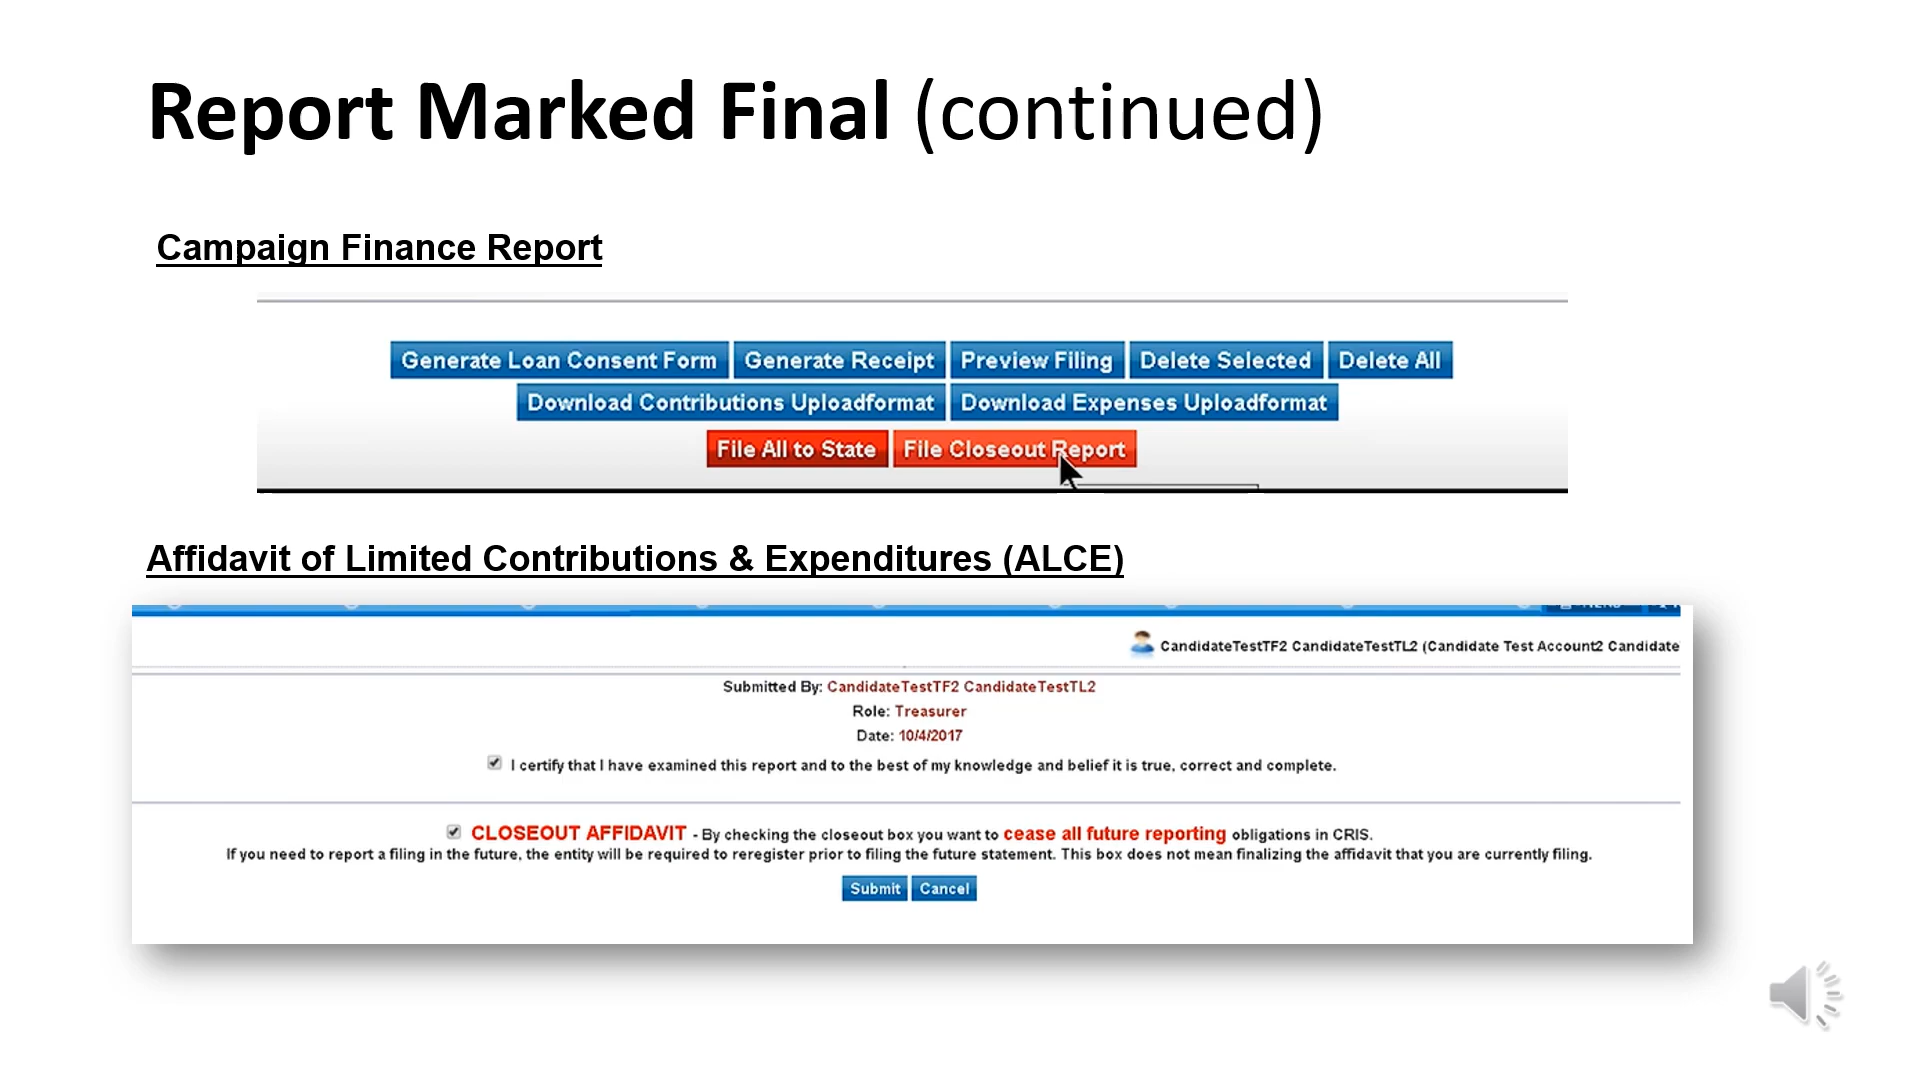 Report Marked Final (continued)
Campaign Finance Report
Generate Loan Consent Form Generate Receipt Preview Filing Delete Selected Delete All
Download Contributions Uploadformat Download Expenses Uploadformat
File All to State File Closeout Report
Affidavit of Limited Contributions & Expenditures (ALCE)
CandidateTestTF2 CandidateTestTL2 (Candidate Test Account2 Candidate
Submitted By: CandidateTestTF2 CandidateTestTL2
Role: Treasurer
Date: 10/4/2017
I certify that I have examined this report and to the best of my knowledge and belief it is true, correct and complete.
CLOSEOUT AFFIDAVIT - By checking the closeout box you want to cease all future reporting obligations in CRIS.
If you need to report a filing in the future, the entity will be required to reregister prior to filing the future statement. This box does not mean finalizing the affidavit that you are currently filing.
Submit Cancel